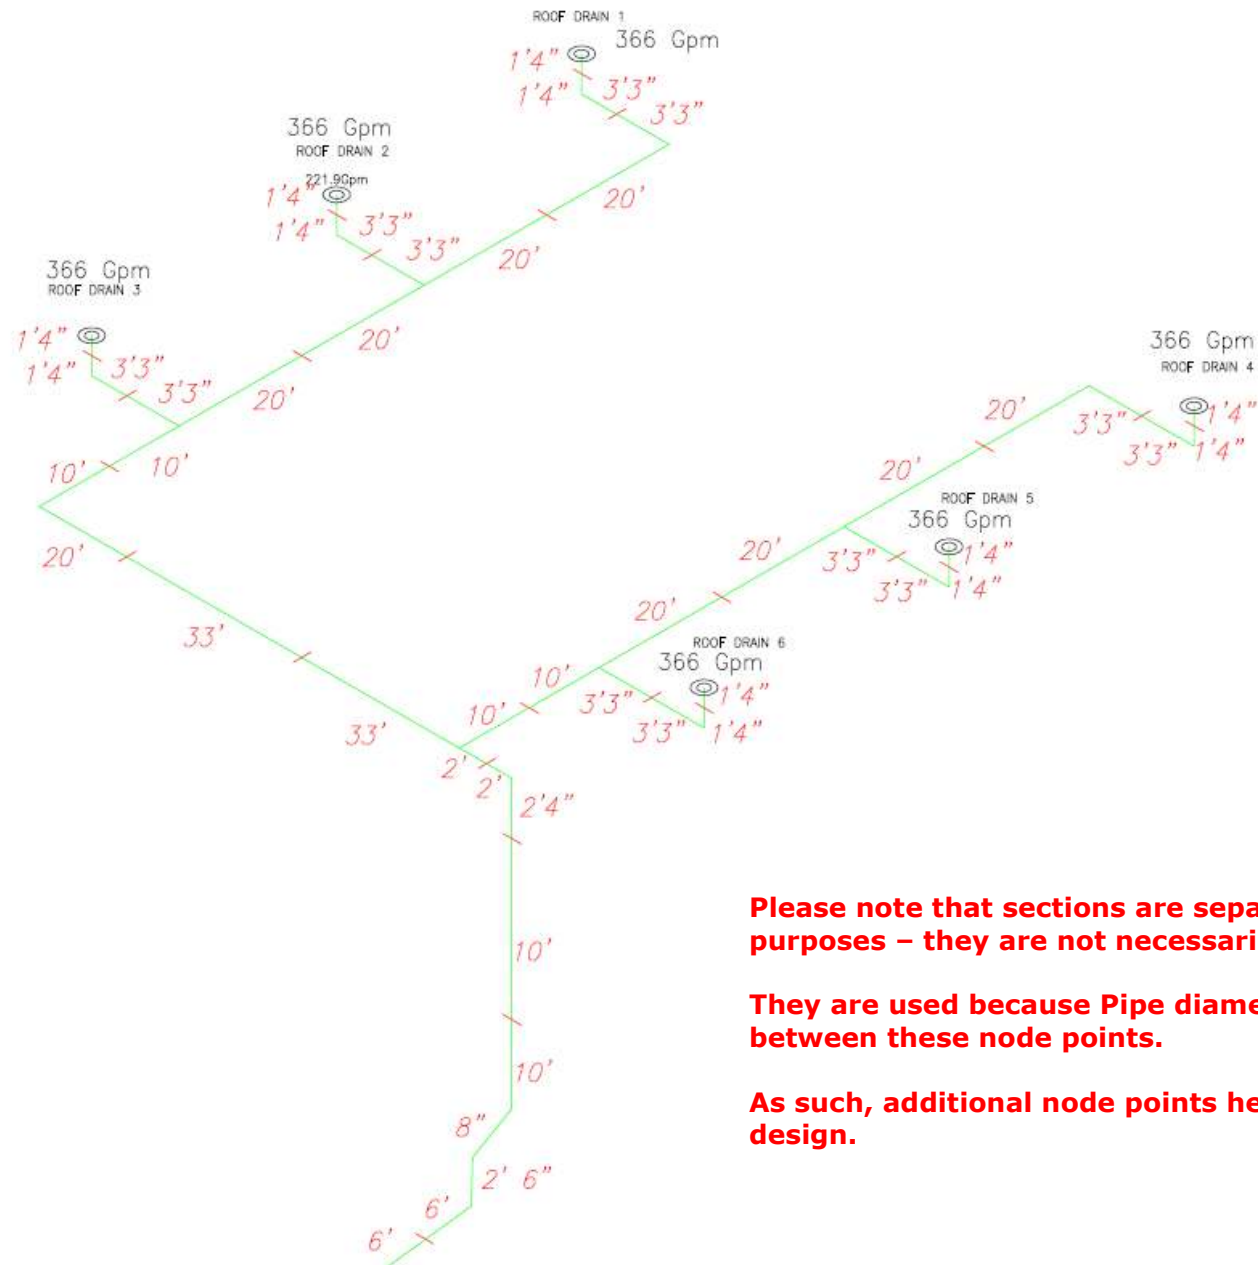 ROOF DRAIN 1
366 Gpm
1'4"
1'4"
3'3"
3'3"
366 Gpm
ROOF DRAIN 2
221.9Gpm
1'4"
1'4"
3'3"
3'3"
20'
20'
366 Gpm
ROOF DRAIN 3
1'4"
1'4"
3'3"
3'3"
20'
20'
10'
10'
20'
33'
33'
366 Gpm
ROOF DRAIN 4
1'4"
1'4"
3'3"
3'3"
20'
20'
ROOF DRAIN 5
366 Gpm
1'4"
1'4"
3'3"
3'3"
20'
20'
ROOF DRAIN 6
366 Gpm
1'4"
1'4"
3'3"
3'3"
10'
10'
2'
2'
2'4"
10'
10'
8"
2' 6"
6'
6'
Please note that sections are sepa
purposes – they are not necessari
They are used because Pipe diame
between these node points.
As such, additional node points he
design.